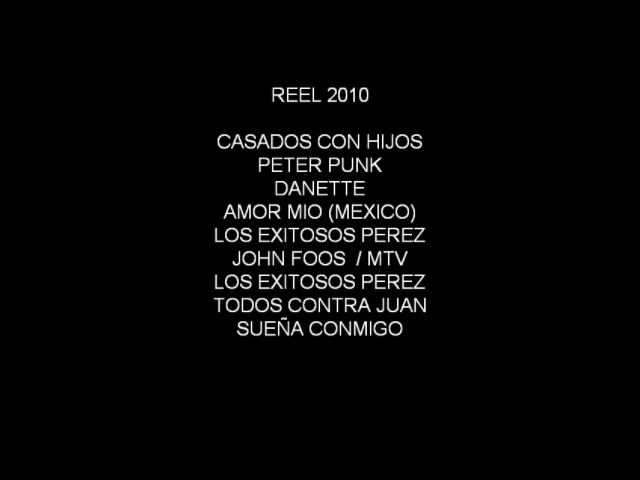 REEL 2010
CASADOS CON HIJOS
PETER PUNK
DANETTE
AMOR MIO (MEXICO)
LOS EXITOSOS PEREZ
JOHN FOOS / MTV
LOS EXITOSOS PEREZ
TODOS CONTRA JUAN
SUEÑA CONMIGO